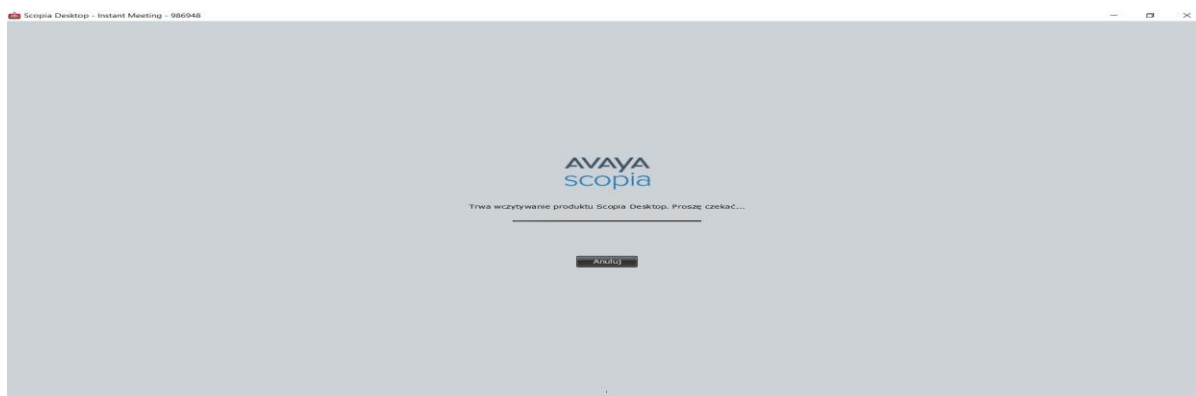 Scopia Desktop - Instant Meeting - 986948
AVAYA
scopia
Trwa wczytywanie produktu Scopia Desktop. Proszę czekać...
Anuluj